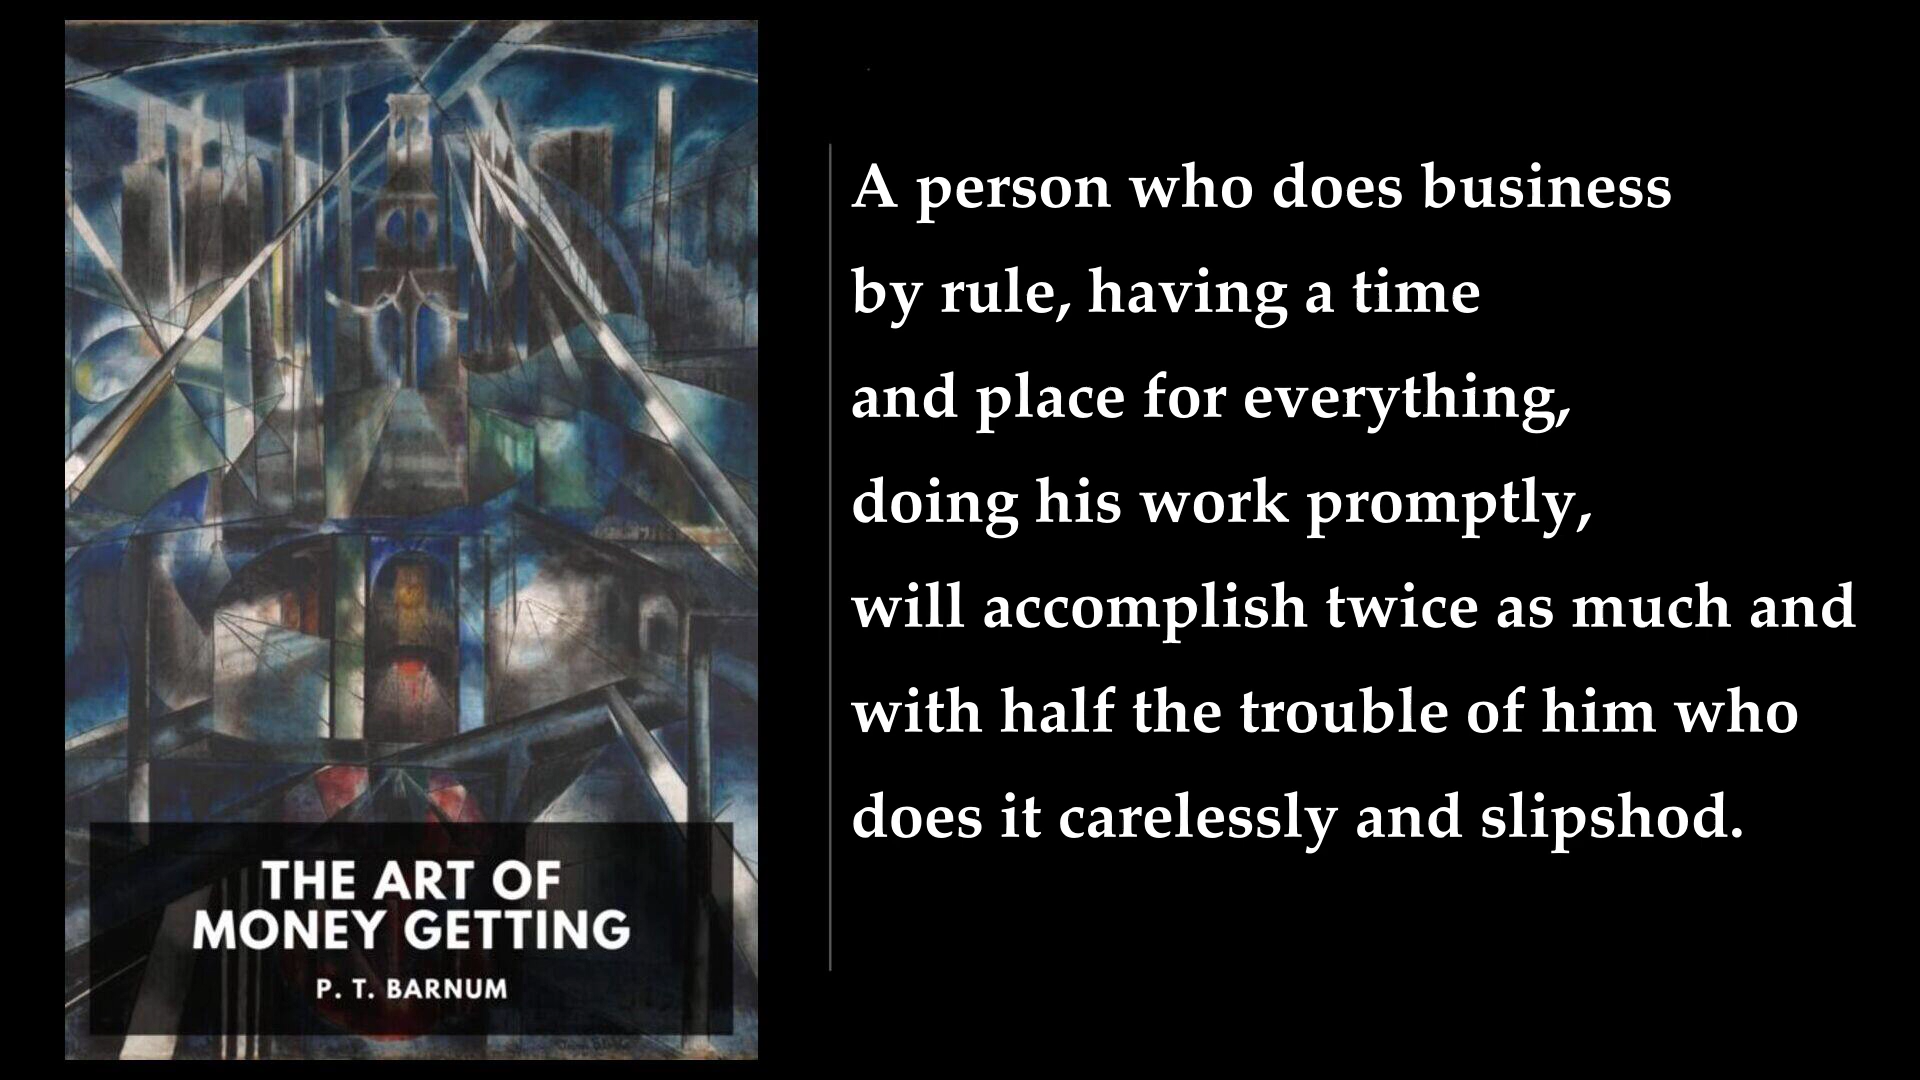 THE ART OF
MONEY GETTING
P. T. BARNUM
A person who does business
by rule, having a time
and place for everything,
doing his work promptly,
will accomplish twice as much and
with half the trouble of him who
does it carelessly and slipshod.